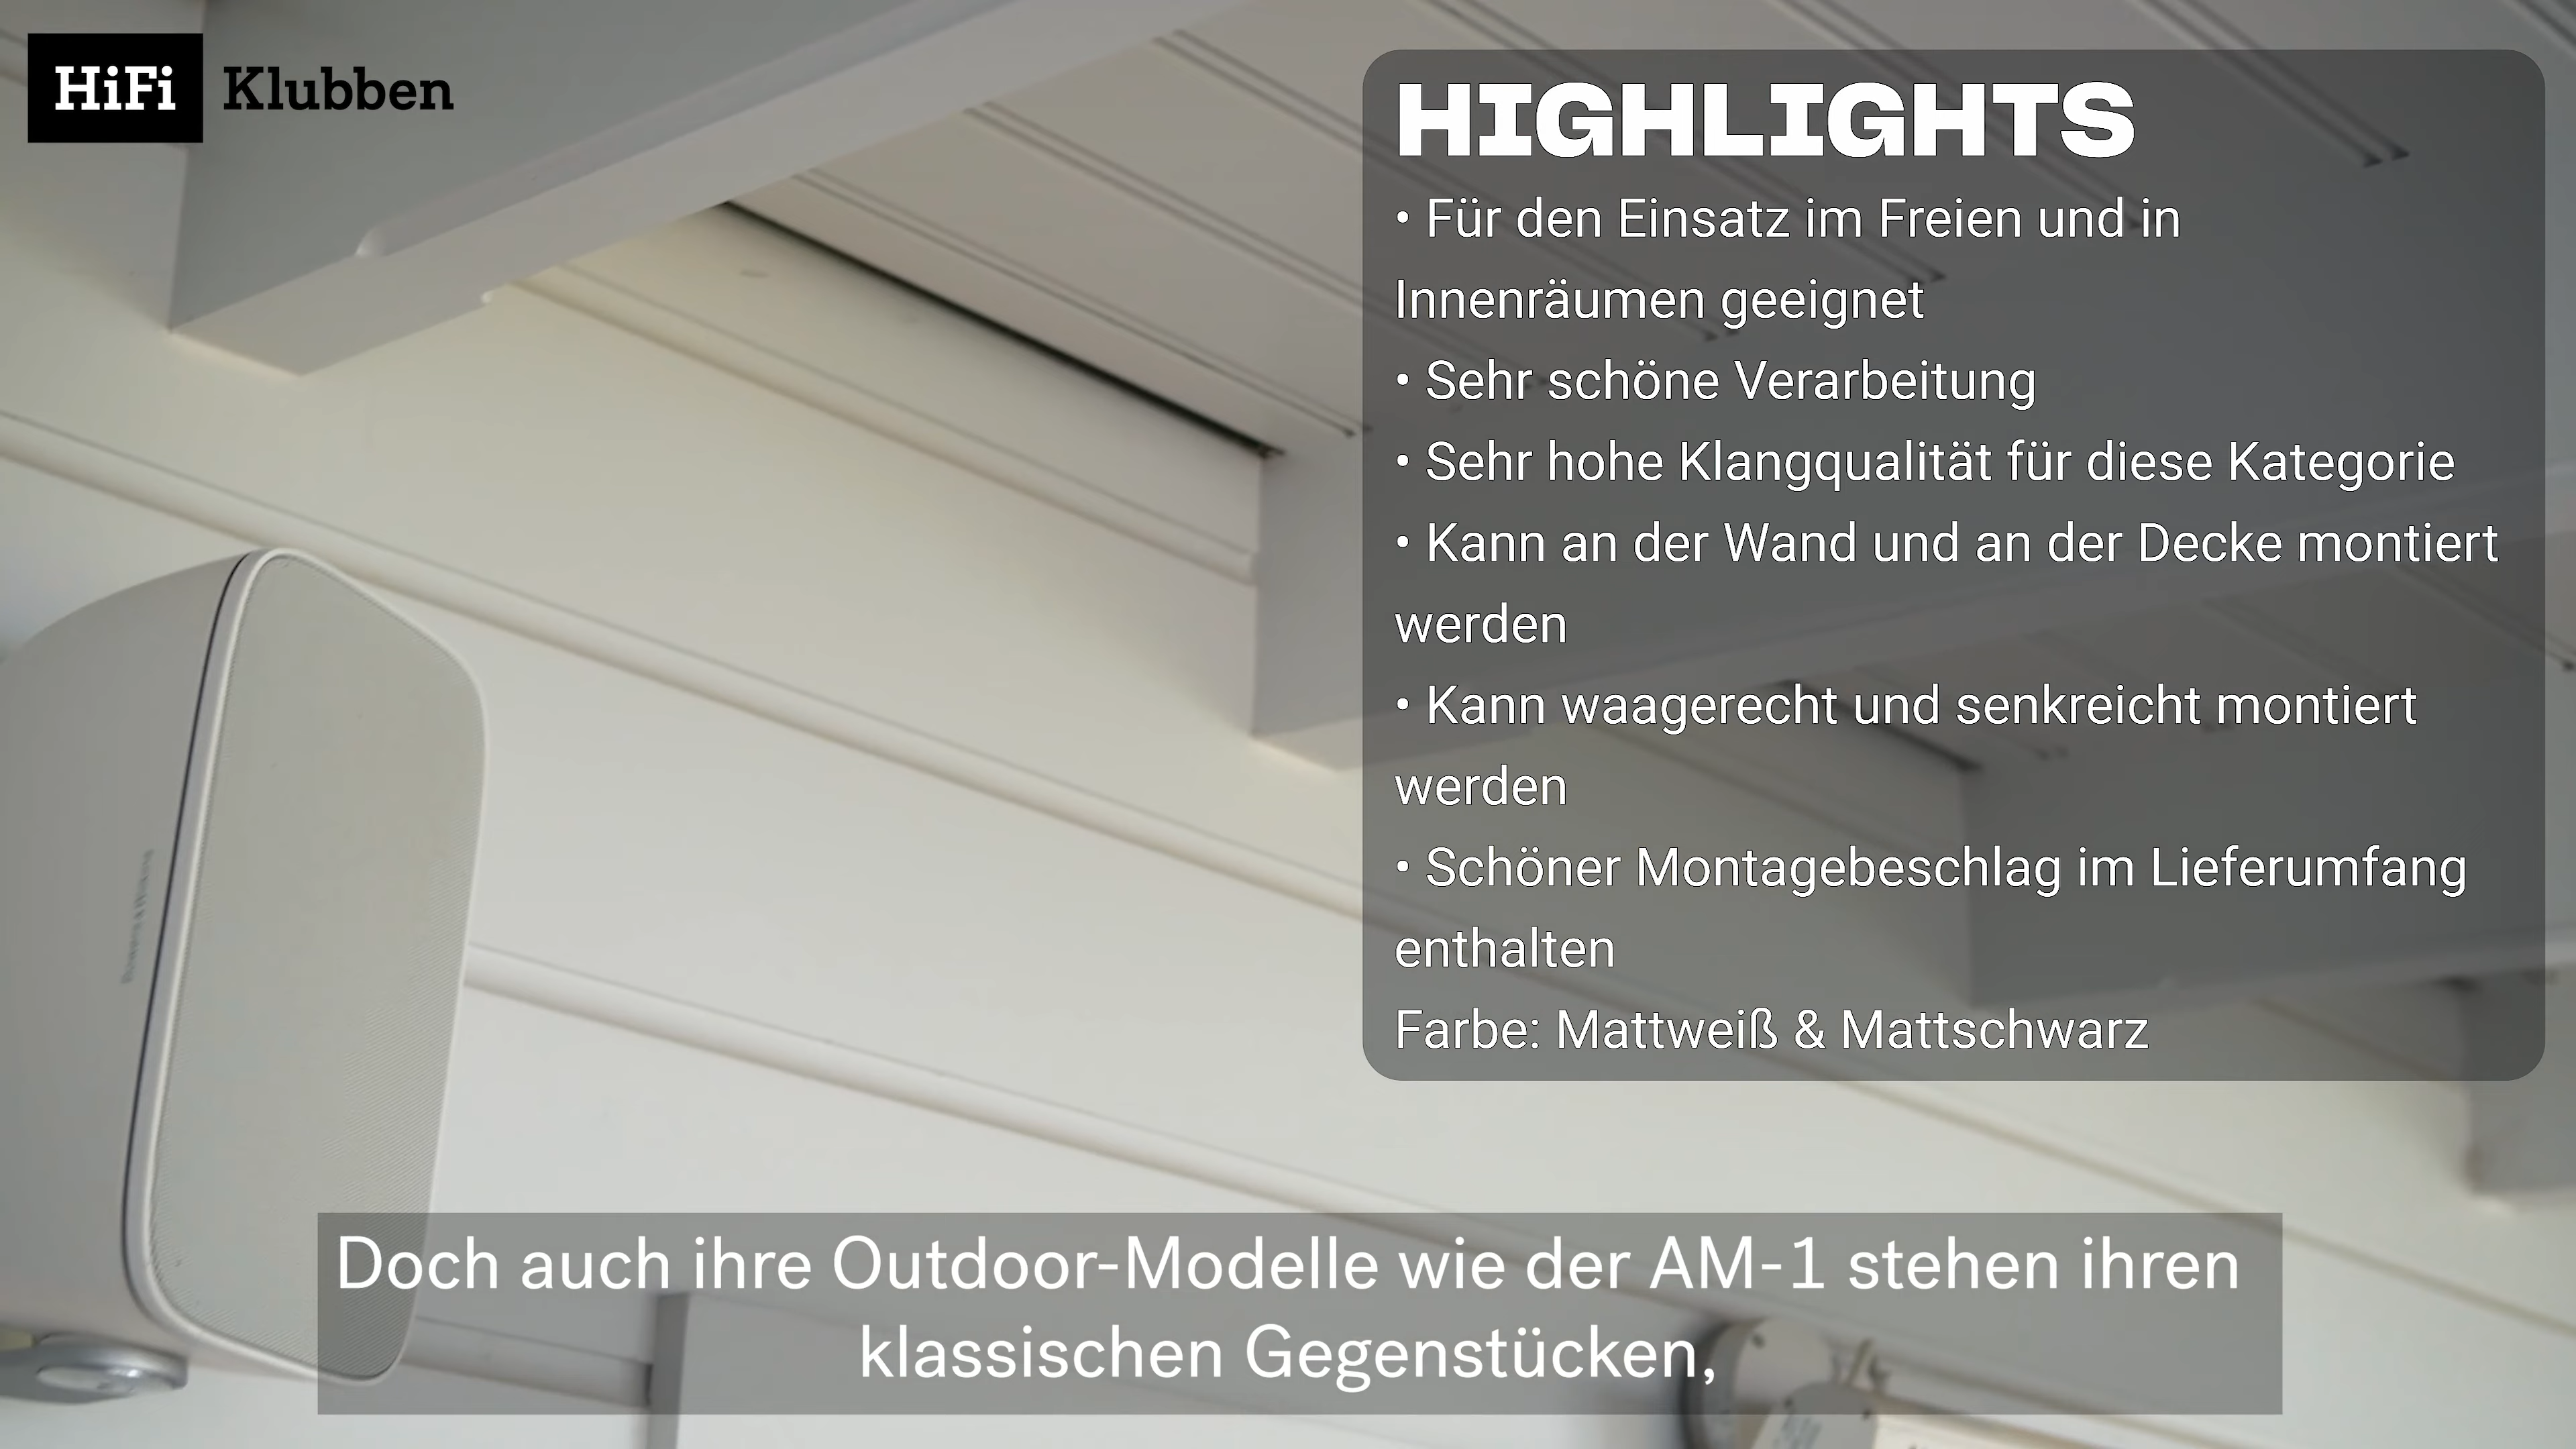 HiFi Klubben
HIGHLIGHTS
• Für den Einsatz im Freien und in
Innenräumen geeignet
• Sehr schöne Verarbeitung
• Sehr hohe Klangqualität für diese Kategorie
• Kann an der Wand und an der Decke montiert
werden
• Kann waagerecht und senkreicht montiert
werden
• Schöner Montagebeschlag im Lieferumfang
enthalten
Farbe: Mattweiß & Mattschwarz
Doch auch ihre Outdoor-Modelle wie der AM-1 stehen ihren
klassischen Gegenstücken,